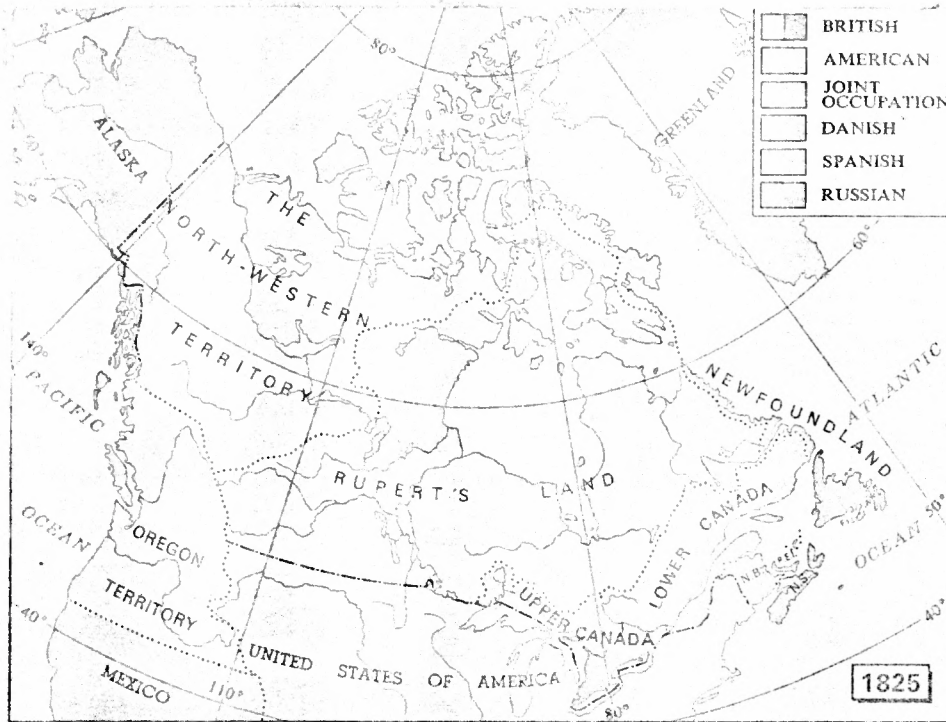 BRITISH
AMERICAN
JOINT
OCCUPATION
DANISH
SPANISH
RUSSIAN
80°
GREENLAND
ALASKA
THE
NORTH-WESTERN
TERRITORY
60°
140°
PACIFIC
OCEAN
NEWFOUNDLAND
ATLANTIC
OCEAN
50°
RUPERT'S LAND
LOWER CANADA
OREGON
TERRITORY
N.B.
P.E.I.
N.S.
UPPER
CANADA
40°
40°
UNITED STATES OF AMERICA
MEXICO
110°
80°
1825